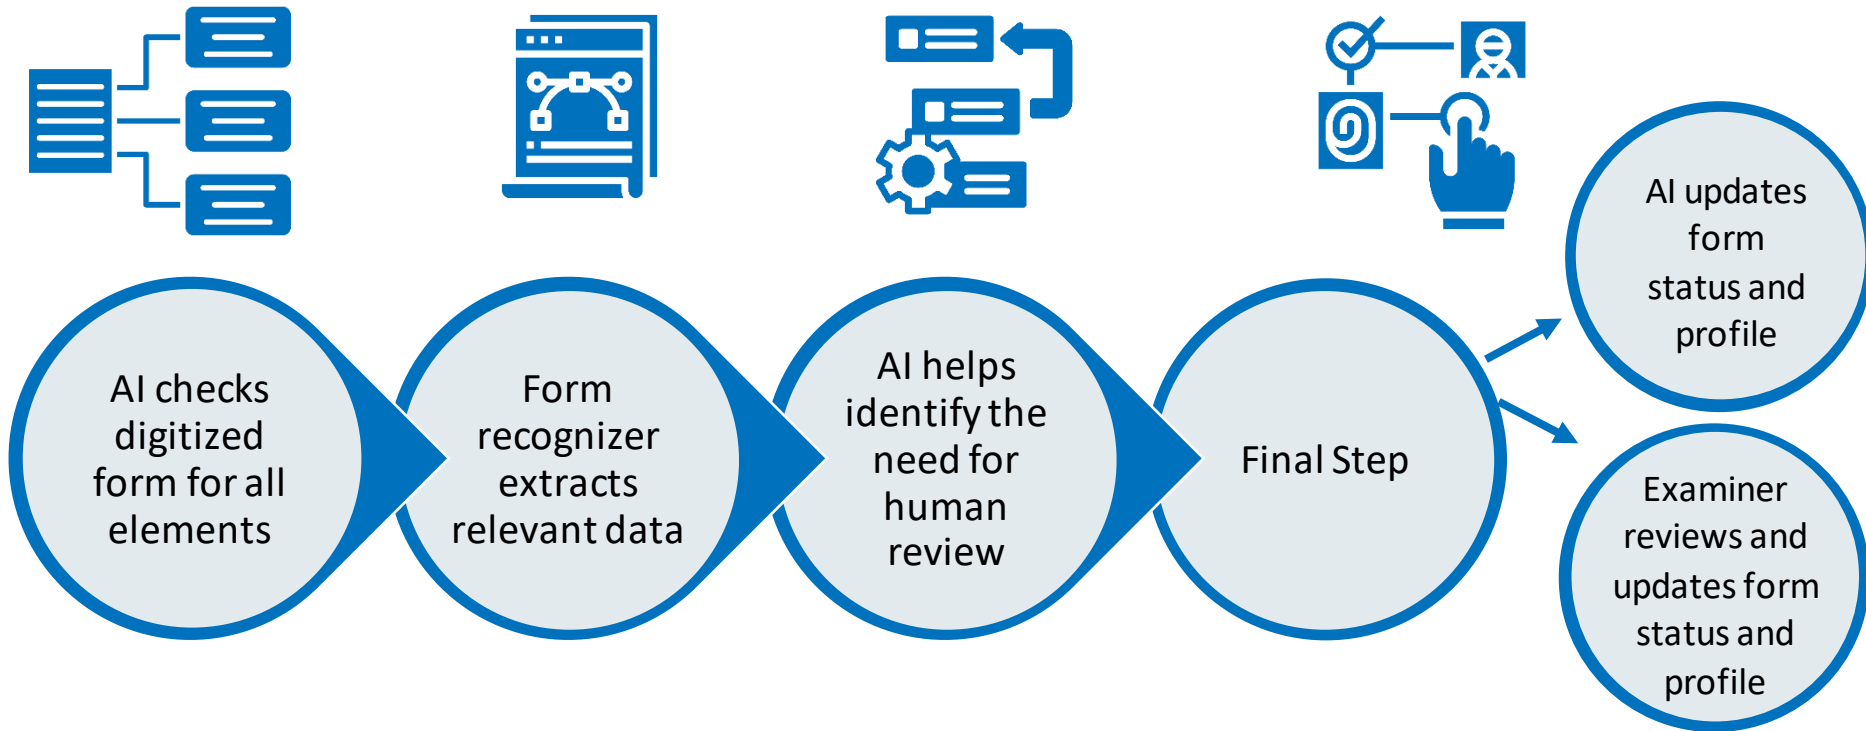 AI checks
digitized
form for all
elements
Form
recognizer
extracts
relevant data
AI helps
identify the
need for
human
review
Final Step
AI updates
form
status and
profile
Examiner
reviews and
updates form
status and
profile